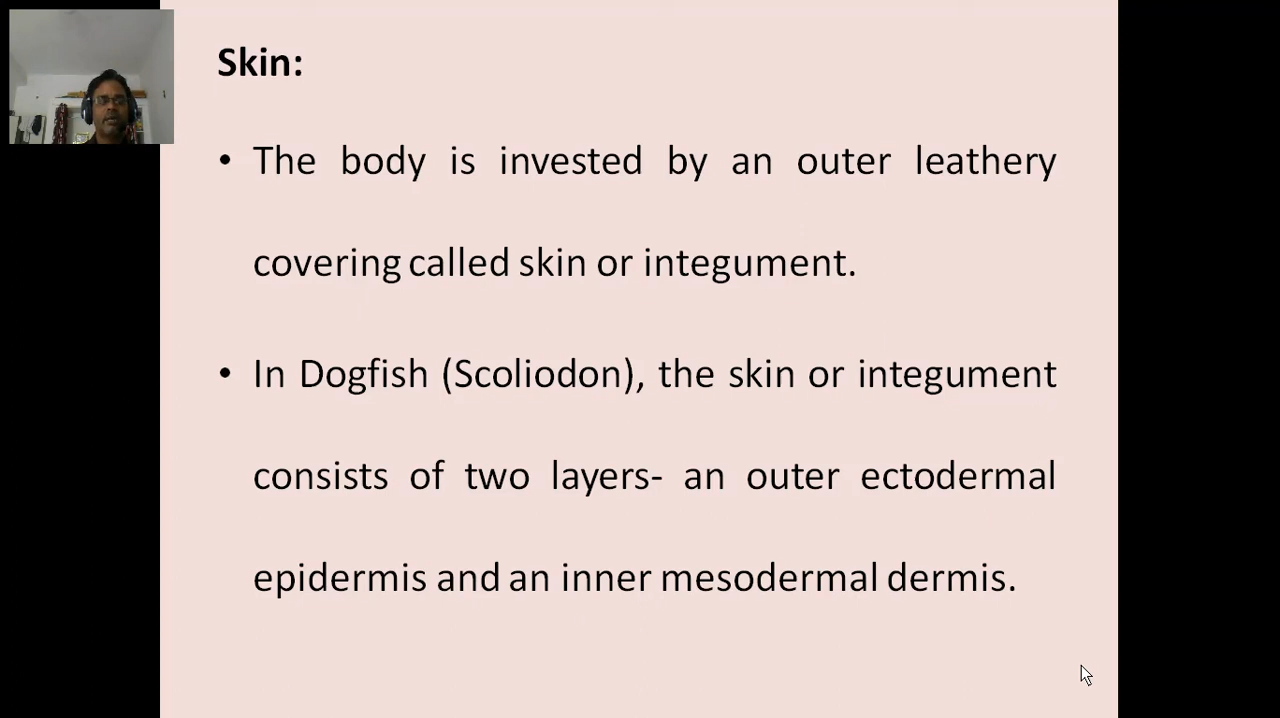 Skin:
• The body is invested by an outer leathery
covering called skin or integument.
• In Dogfish (Scoliodon), the skin or integument
consists of two layers- an outer ectodermal
epidermis and an inner mesodermal dermis.